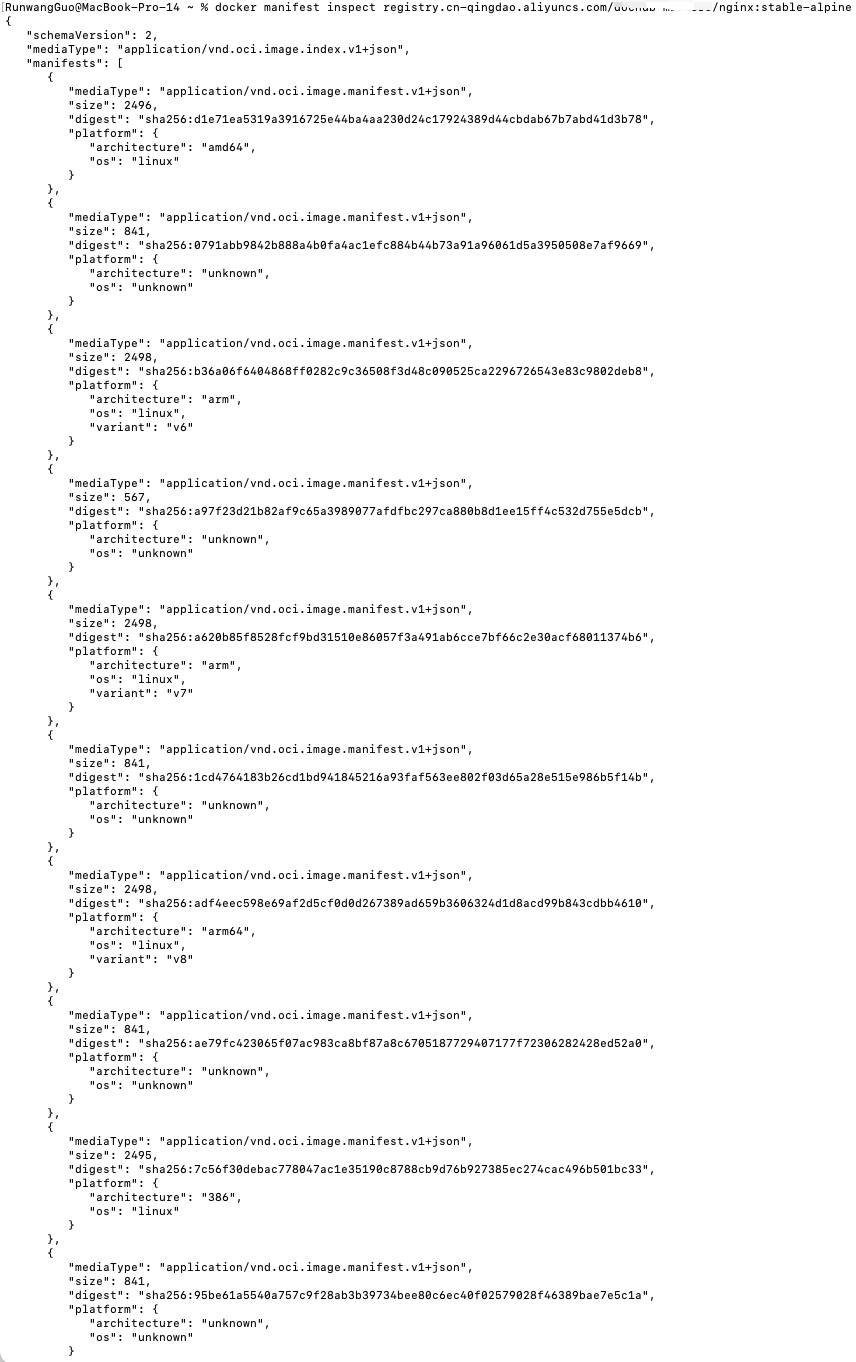 RunwangGuo@MacBook-Pro-14 ~ % docker manifest inspect registry.cn-qingdao.aliyuncs.com/ /nginx:stable-alpine
{
"schemaVersion": 2,
"mediaType": "application/vnd.oci.image.index.v1+json",
"manifests": [
{
"mediaType": "application/vnd.oci.image.manifest.v1+json",
"size": 2496,
"digest": "sha256:d1e71ea5319a3916725e44ba4aa230d24c17924389d44cbdab67b7abd41d3b78",
"platform": {
"architecture": "amd64",
"os": "linux"
}
},
{
"mediaType": "application/vnd.oci.image.manifest.v1+json",
"size": 841,
"digest": "sha256:0791abb9842b888a4b0fa4ac1efc884b44b73a91a96061d5a3950508e7af9669",
"platform": {
"architecture": "unknown",
"os": "unknown"
}
},
{
"mediaType": "application/vnd.oci.image.manifest.v1+json",
"size": 2498,
"digest": "sha256:b36a06f6404868ff0282c9c36508f3d48c090525ca2296726543e83c9802deb8",
"platform": {
"architecture": "arm",
"os": "linux",
"variant": "v6"
}
},
{
"mediaType": "application/vnd.oci.image.manifest.v1+json",
"size": 567,
"digest": "sha256:a97f23d21b82af9c65a3989077afdfbc297ca880b8d1ee15ff4c532d755e5dcb",
"platform": {
"architecture": "unknown",
"os": "unknown"
}
},
{
"mediaType": "application/vnd.oci.image.manifest.v1+json",
"size": 2498,
"digest": "sha256:a620b85f8528fcf9bd31510e86057f3a491ab6cce7bf66c2e30acf68011374b6",
"platform": {
"architecture": "arm",
"os": "linux",
"variant": "v7"
}
},
{
"mediaType": "application/vnd.oci.image.manifest.v1+json",
"size": 841,
"digest": "sha256:1cd4764183b26cd1bd941845216a93faf563ee802f03d65a28e515e986b5f14b",
"platform": {
"architecture": "unknown",
"os": "unknown"
}
},
{
"mediaType": "application/vnd.oci.image.manifest.v1+json",
"size": 2498,
"digest": "sha256:adf4eec598e69af2d5cf0d0d267389ad659b3606324d1d8acd99b843cdbb4610",
"platform": {
"architecture": "arm64",
"os": "linux",
"variant": "v8"
}
},
{
"mediaType": "application/vnd.oci.image.manifest.v1+json",
"size": 841,
"digest": "sha256:ae79fc423065f07ac983ca8bf87a8c6705187729407177f72306282428ed52a0",
"platform": {
"architecture": "unknown",
"os": "unknown"
}
},
{
"mediaType": "application/vnd.oci.image.manifest.v1+json",
"size": 2495,
"digest": "sha256:7c56f30debac778047ac1e35190c8788cb9d76b927385ec274cac496b501bc33",
"platform": {
"architecture": "386",
"os": "linux"
}
},
{
"mediaType": "application/vnd.oci.image.manifest.v1+json",
"size": 841,
"digest": "sha256:95be61a5540a757c9f28ab3b39734bee80c6ec40f02579028f46389bae7e5c1a",
"platform": {
"architecture": "unknown",
"os": "unknown"
}